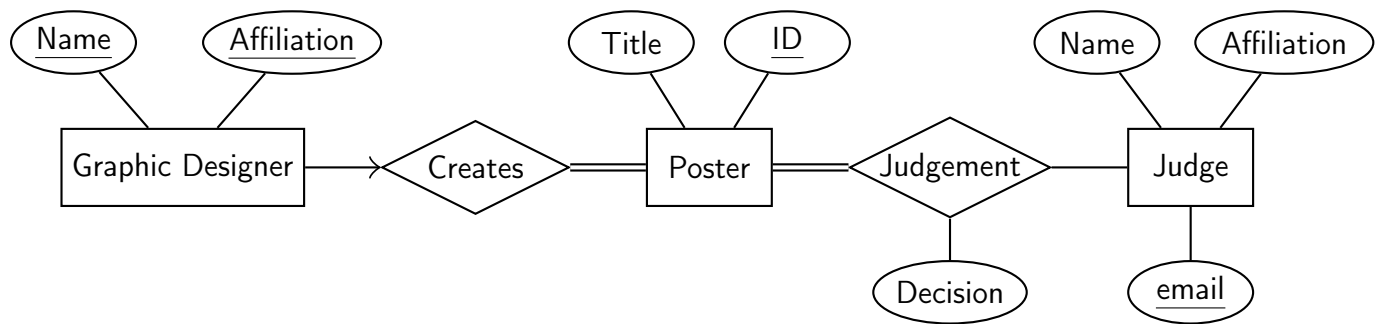 Name
Affiliation
Title
ID
Name
Affiliation
Graphic Designer
Creates
Poster
Judgement
Judge
Decision
email